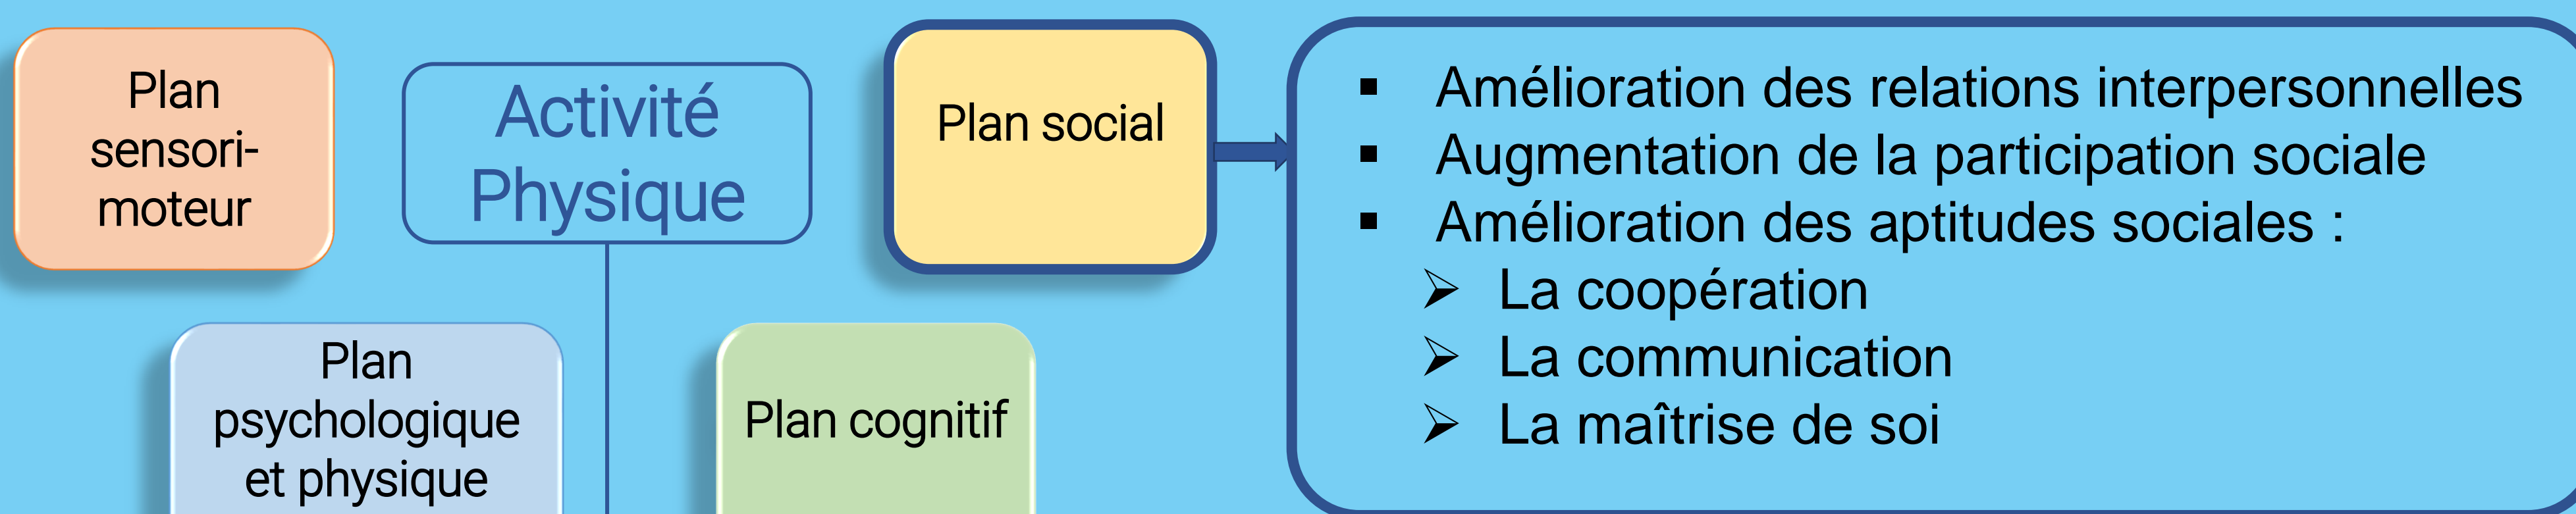 Plan
sensori-
moteur
Activité
Physique
Plan social
▪ Amélioration des relations interpersonnelles
▪ Augmentation de la participation sociale
▪ Amélioration des aptitudes sociales :
➢ La coopération
➢ La communication
➢ La maîtrise de soi
Plan
psychologique
et physique
Plan cognitif